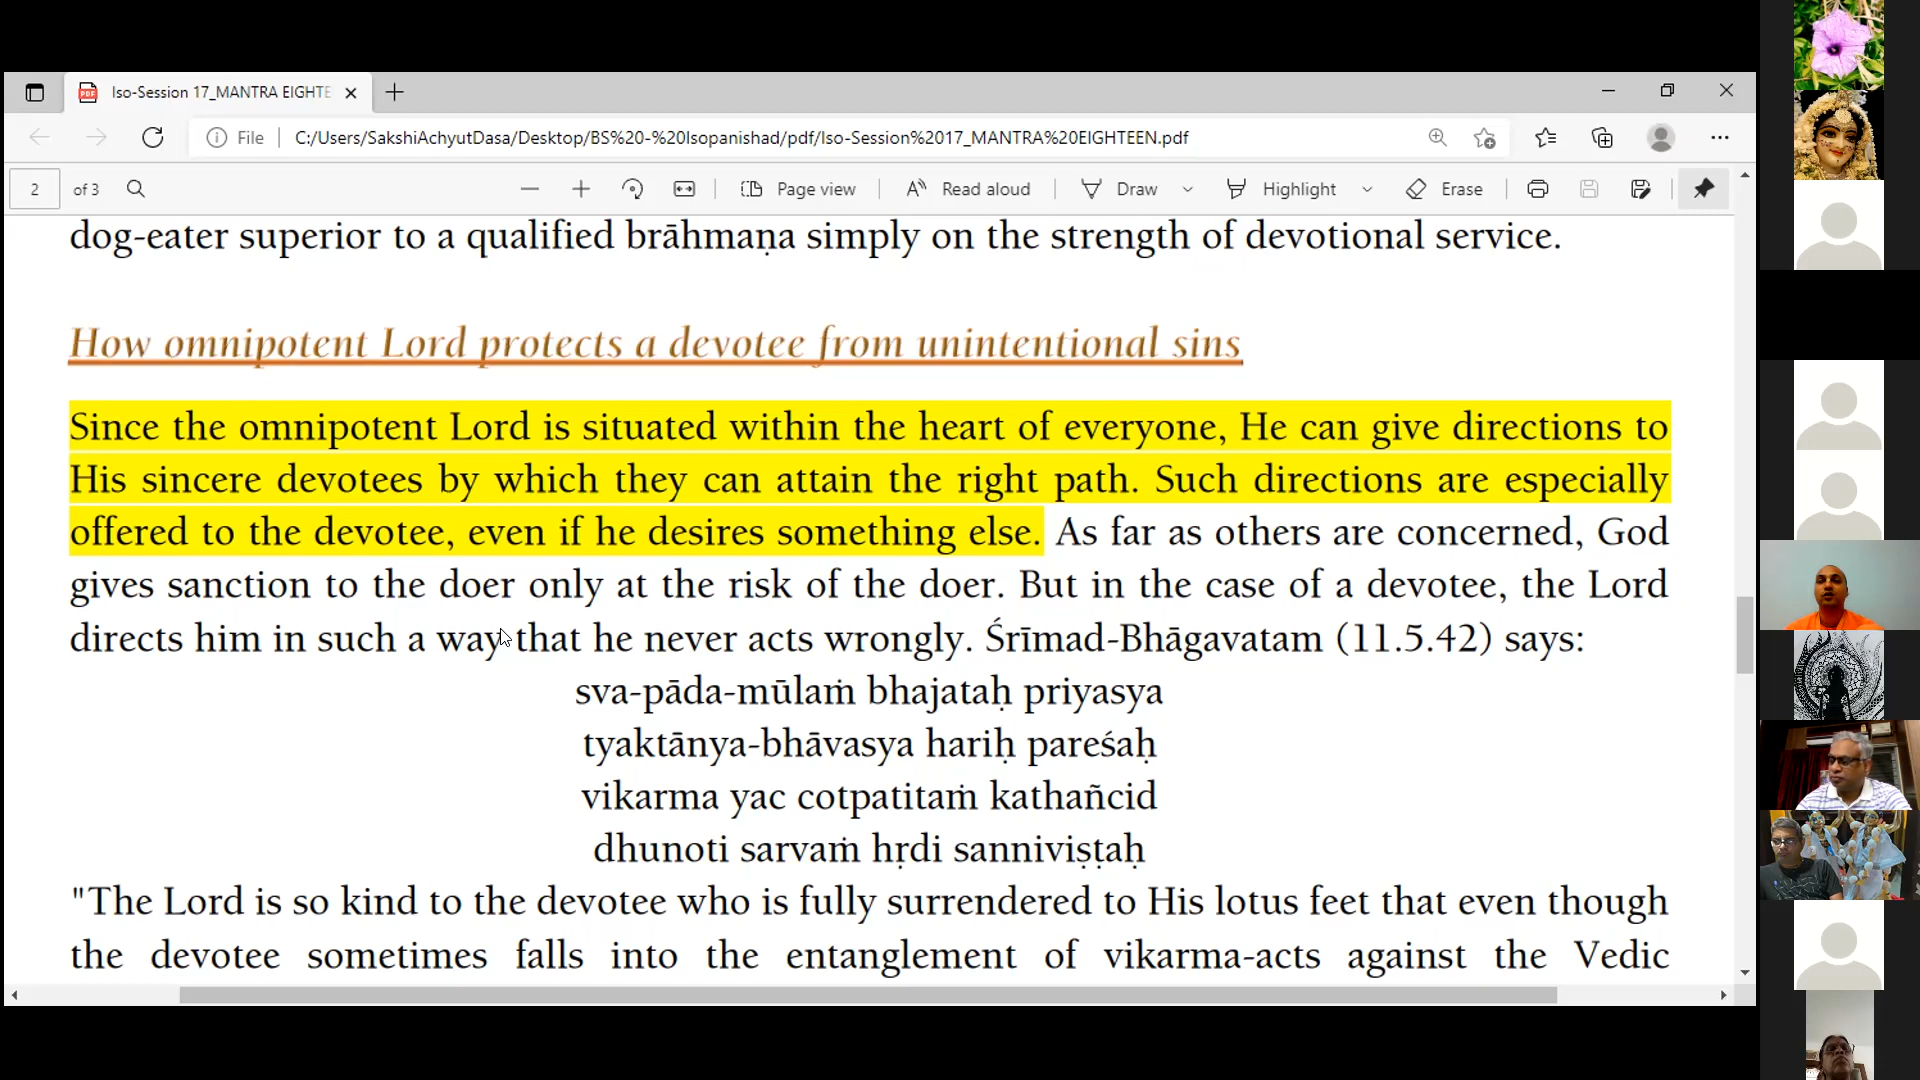 Iso-Session 17_MANTRA EIGHTE
File
C:/Users/SakshiAchyutDasa/Desktop/BS%20-%20Isopanishad/pdf/Iso-Session%2017_MANTRA%20EIGHTEEN.pdf
2 of 3
Page view
Read aloud
Draw
Highlight
Erase
dog-eater superior to a qualified brāhmaṇa simply on the strength of devotional service.
How omnipotent Lord protects a devotee from unintentional sins
Since the omnipotent Lord is situated within the heart of everyone, He can give directions to
His sincere devotees by which they can attain the right path. Such directions are especially
offered to the devotee, even if he desires something else. As far as others are concerned, God
gives sanction to the doer only at the risk of the doer. But in the case of a devotee, the Lord
directs him in such a way that he never acts wrongly. Śrīmad-Bhāgavatam (11.5.42) says:
sva-pāda-mūlaṁ bhajataḥ priyasya
tyaktānya-bhāvasya hariḥ pareśaḥ
vikarma yac cotpatitaṁ kathañcid
dhunoti sarvaṁ hṛdi sanniviṣṭaḥ
"The Lord is so kind to the devotee who is fully surrendered to His lotus feet that even though
the devotee sometimes falls into the entanglement of vikarma-acts against the Vedic